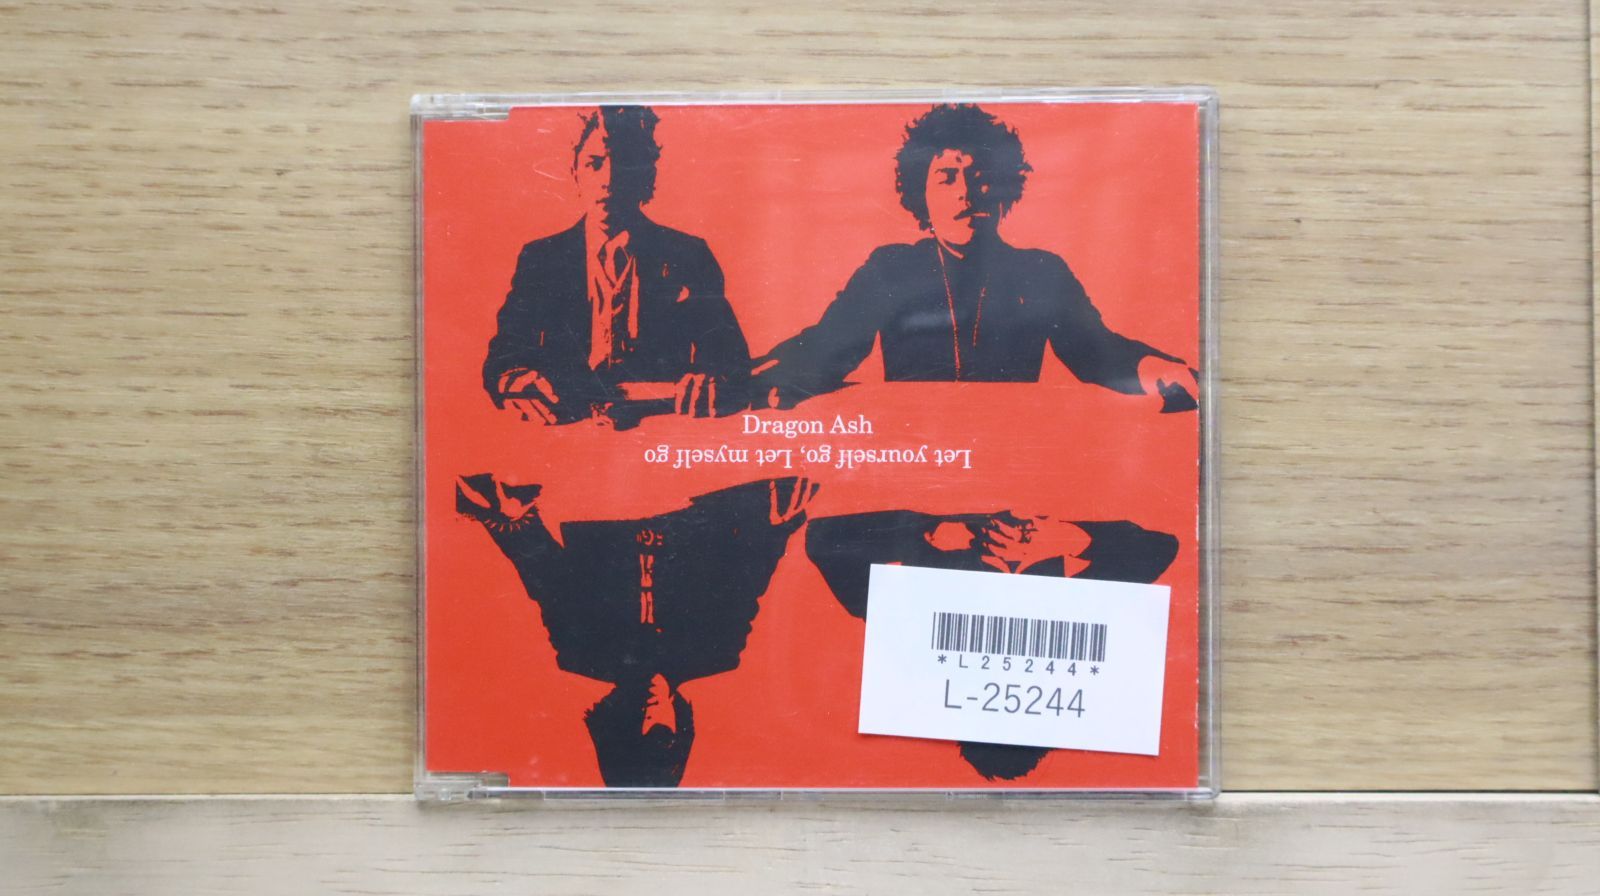 Dragon Ash
Let yourself go, Let myself go
*L25244*
L-25244